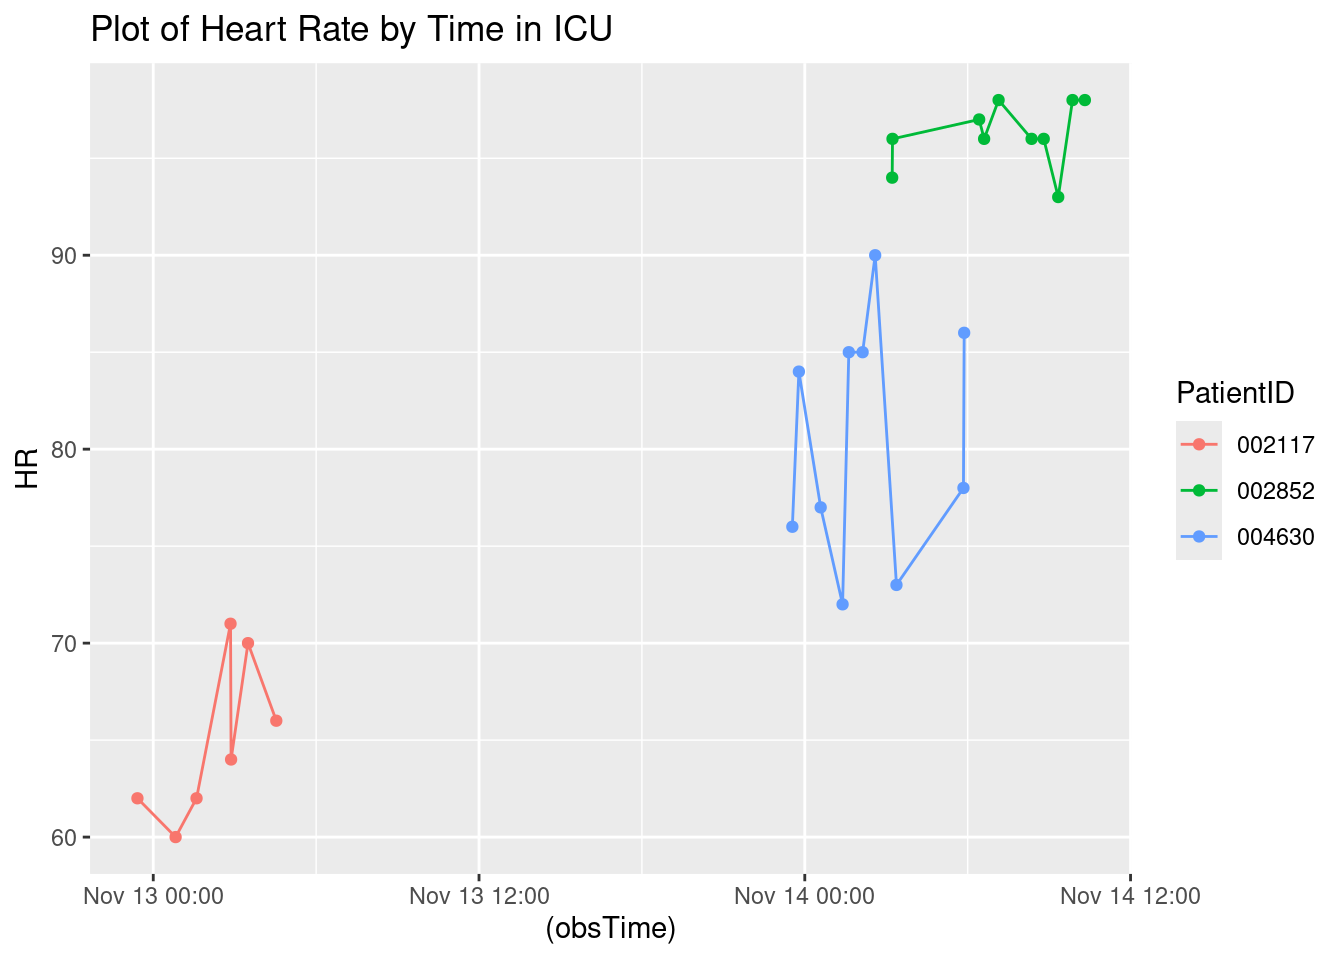 Plot of Heart Rate by Time in ICU
HR
90
80
70
60
Nov 13 00:00
Nov 13 12:00
Nov 14 00:00
Nov 14 12:00
(obsTime)
PatientID
002117
002852
004630